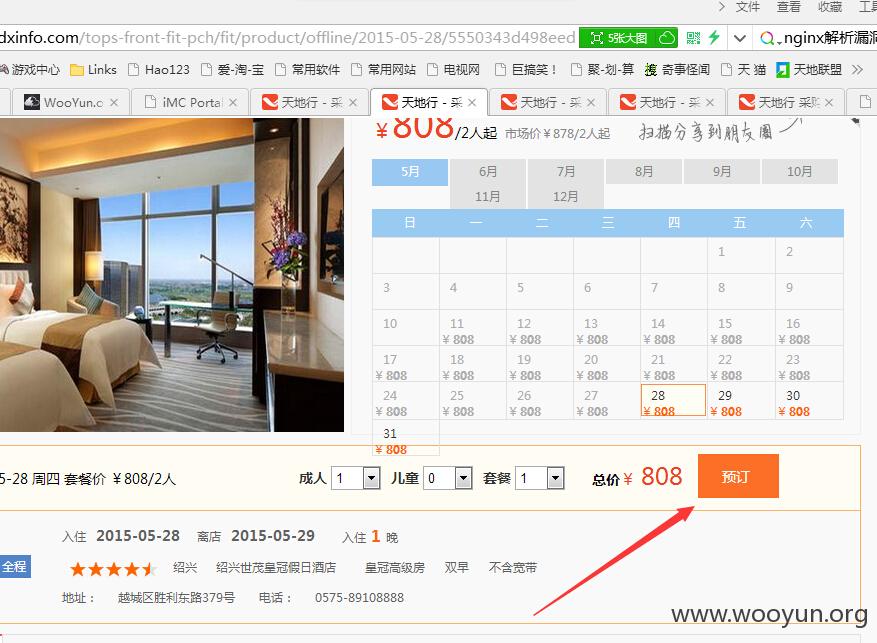 文件 查看 收藏 工具
dxinfo.com/tops-front-fit-pch/fit/product/offline/2015-05-28/5550343d498eed 5张大图 nginx解析漏洞
游戏中心 Links Hao123 爱-淘-宝 常用软件 常用网站 电视网 巨搞笑! 聚-划-算 奇事怪闻 天 猫 天地联盟
WooYun.c iMC Portal 天地行 - 采 天地行 - 采 天地行 - 采 天地行 - 采 天地行 采购
¥808/2人起 市场价¥878/2人起 扫描分享到朋友圈
5月 6月 7月 8月 9月 10月
11月 12月
日 一 二 三 四 五 六
1 2
3 4 5 6 7 8 9
10 11 12 13 14 15 16
¥ 808 ¥ 808 ¥ 808 ¥ 808 ¥ 808 ¥ 808
17 18 19 20 21 22 23
¥ 808 ¥ 808 ¥ 808 ¥ 808 ¥ 808 ¥ 808 ¥ 808
24 25 26 27 28 29 30
¥ 808 ¥ 808 ¥ 808 ¥ 808 ¥ 808 ¥ 808 ¥ 808
31
¥ 808
5-28 周四 套餐价 ¥808/2人 成人 1 儿童 0 套餐 1 总价¥ 808 预订
入住 2015-05-28 离店 2015-05-29 入住 1 晚
全程 绍兴 绍兴世茂皇冠假日酒店 皇冠高级房 双早 不含宽带
地址: 越城区胜利东路379号 电话: 0575-89108888
www.wooyun.org